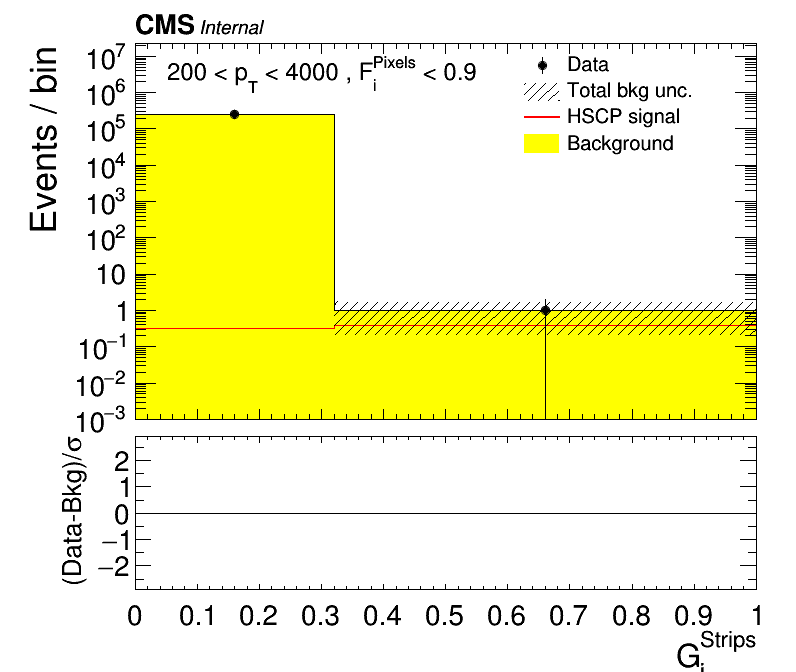 CMS Internal
200 < p_T < 4000 , F_i^Pixels < 0.9
Data
Total bkg unc.
HSCP signal
Background
Events / bin
10^7
10^6
10^5
10^4
10^3
10^2
10
1
10^−1
10^−2
10^−3
(Data-Bkg)/σ
2
1
0
−1
−2
0 0.1 0.2 0.3 0.4 0.5 0.6 0.7 0.8 0.9 1
G_i^Strips